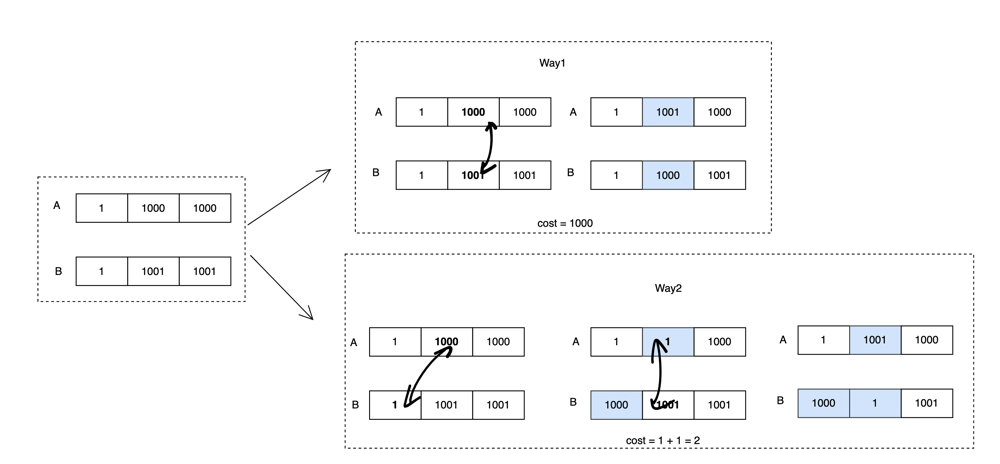 Way1
A 1 1000 1000 A 1 1001 1000
B 1 1001 1001 B 1 1000 1001
cost = 1000
A 1 1000 1000
B 1 1001 1001
Way2
A 1 1000 1000 A 1 1 1000 A 1 1001 1000
B 1 1001 1001 B 1000 1001 1001 B 1000 1 1001
cost = 1 + 1 = 2